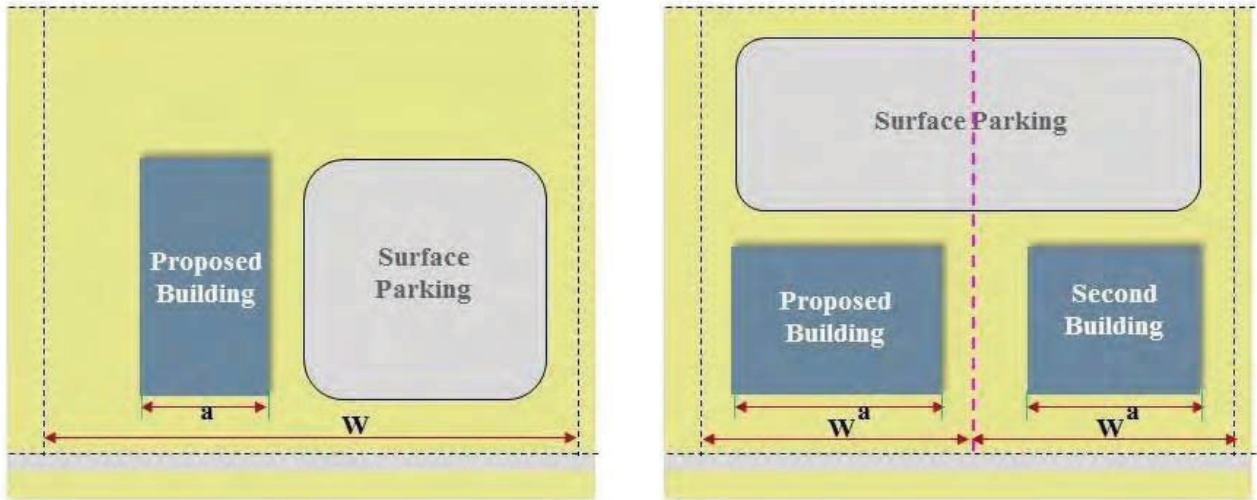 Proposed
Building
Surface
Parking
a
W
Surface Parking
Proposed
Building
Second
Building
a
a
W
W